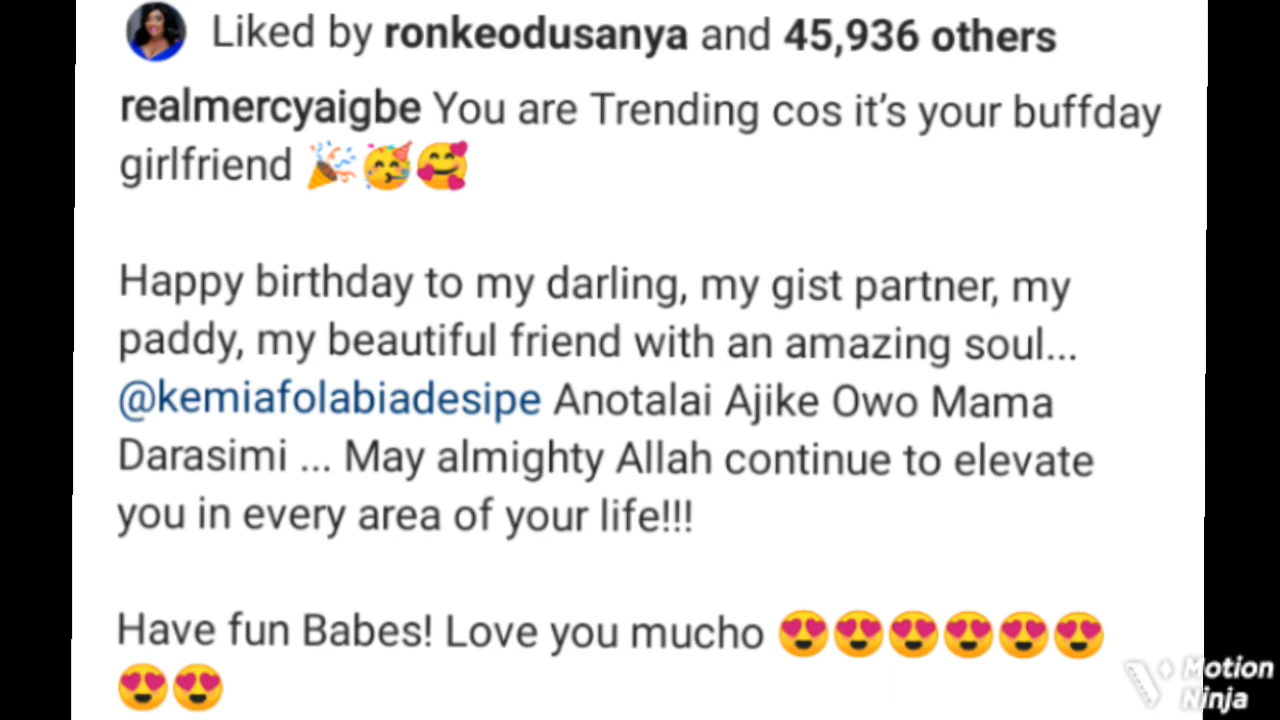 Liked by ronkeodusanya and 45,936 others
realmercyaigbe You are Trending cos it's your buffday
girlfriend 🎉🥳🥰
Happy birthday to my darling, my gist partner, my
paddy, my beautiful friend with an amazing soul...
@kemiafolabiadesipe Anotalai Ajike Owo Mama
Darasimi ... May almighty Allah continue to elevate
you in every area of your life!!!
Have fun Babes! Love you mucho 😍😍😍😍😍😍
😍😍
Motion
Ninja